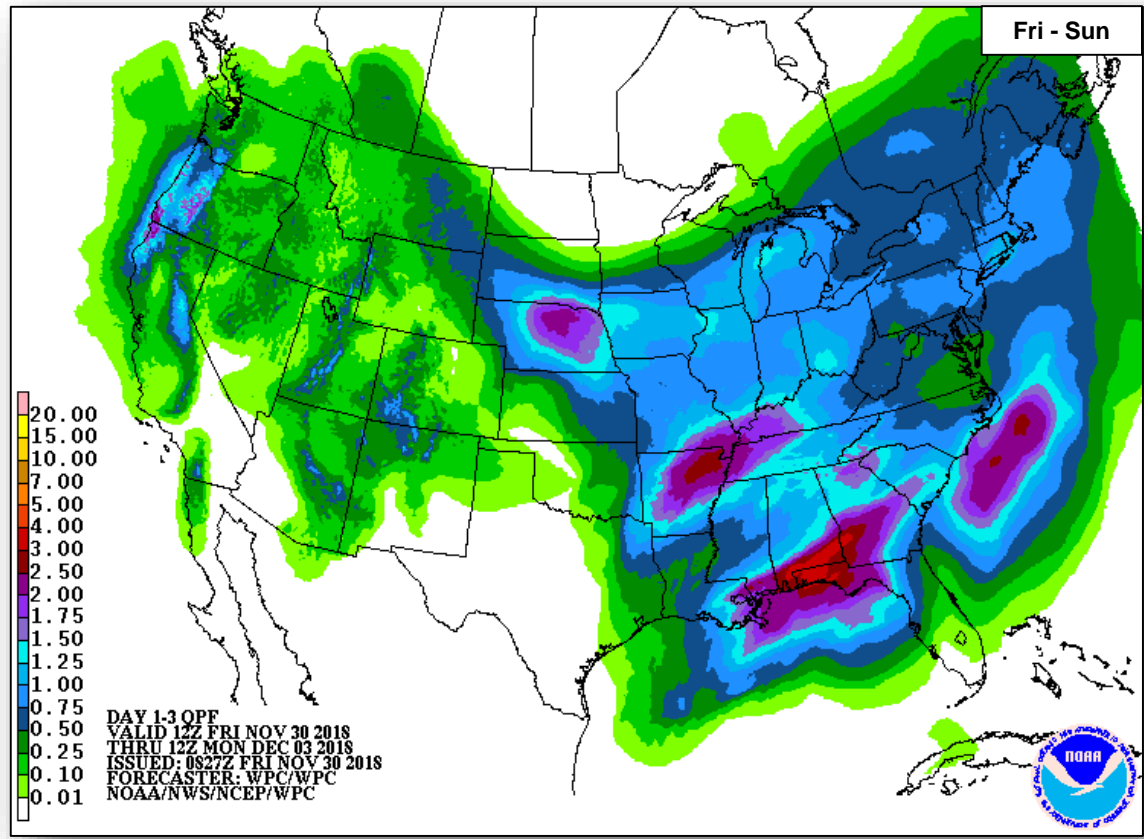 Fri - Sun
20.00
15.00
10.00
7.00
5.00
4.00
3.00
2.50
2.00
1.75
1.50
1.25
1.00
0.75
0.50
0.25
0.10
0.01
DAY 1-3 QPF
VALID 12Z FRI NOV 30 2018
THRU 12Z MON DEC 03 2018
ISSUED: 0827Z FRI NOV 30 2018
FORECASTER: WPC/WPC
NOAA/NWS/NCEP/WPC
NOAA